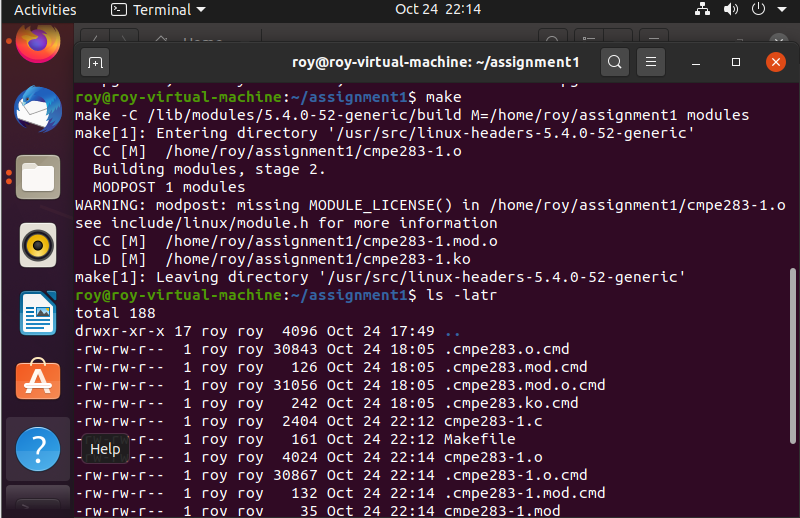 Activities
Terminal
Oct 24 22:14
roy@roy-virtual-machine: ~/assignment1
roy@roy-virtual-machine:~/assignment1$ make
make -C /lib/modules/5.4.0-52-generic/build M=/home/roy/assignment1 modules
make[1]: Entering directory '/usr/src/linux-headers-5.4.0-52-generic'
CC [M] /home/roy/assignment1/cmpe283-1.o
Building modules, stage 2.
MODPOST 1 modules
WARNING: modpost: missing MODULE_LICENSE() in /home/roy/assignment1/cmpe283-1.o
see include/linux/module.h for more information
CC [M] /home/roy/assignment1/cmpe283-1.mod.o
LD [M] /home/roy/assignment1/cmpe283-1.ko
make[1]: Leaving directory '/usr/src/linux-headers-5.4.0-52-generic'
roy@roy-virtual-machine:~/assignment1$ ls -latr
total 188
drwxr-xr-x 17 roy roy 4096 Oct 24 17:49 ..
-rw-rw-r-- 1 roy roy 30843 Oct 24 18:05 .cmpe283.o.cmd
-rw-rw-r-- 1 roy roy 126 Oct 24 18:05 .cmpe283.mod.cmd
-rw-rw-r-- 1 roy roy 31056 Oct 24 18:05 .cmpe283.mod.o.cmd
-rw-rw-r-- 1 roy roy 242 Oct 24 18:05 .cmpe283.ko.cmd
-rw-rw-r-- 1 roy roy 2404 Oct 24 22:12 cmpe283-1.c
-rw-rw-r-- 1 roy roy 161 Oct 24 22:12 Makefile
Help
-rw-rw-r-- 1 roy roy 4024 Oct 24 22:14 cmpe283-1.o
-rw-rw-r-- 1 roy roy 30867 Oct 24 22:14 .cmpe283-1.o.cmd
-rw-rw-r-- 1 roy roy 132 Oct 24 22:14 .cmpe283-1.mod.cmd
-rw-rw-r-- 1 roy roy 35 Oct 24 22:14 cmpe283-1.mod